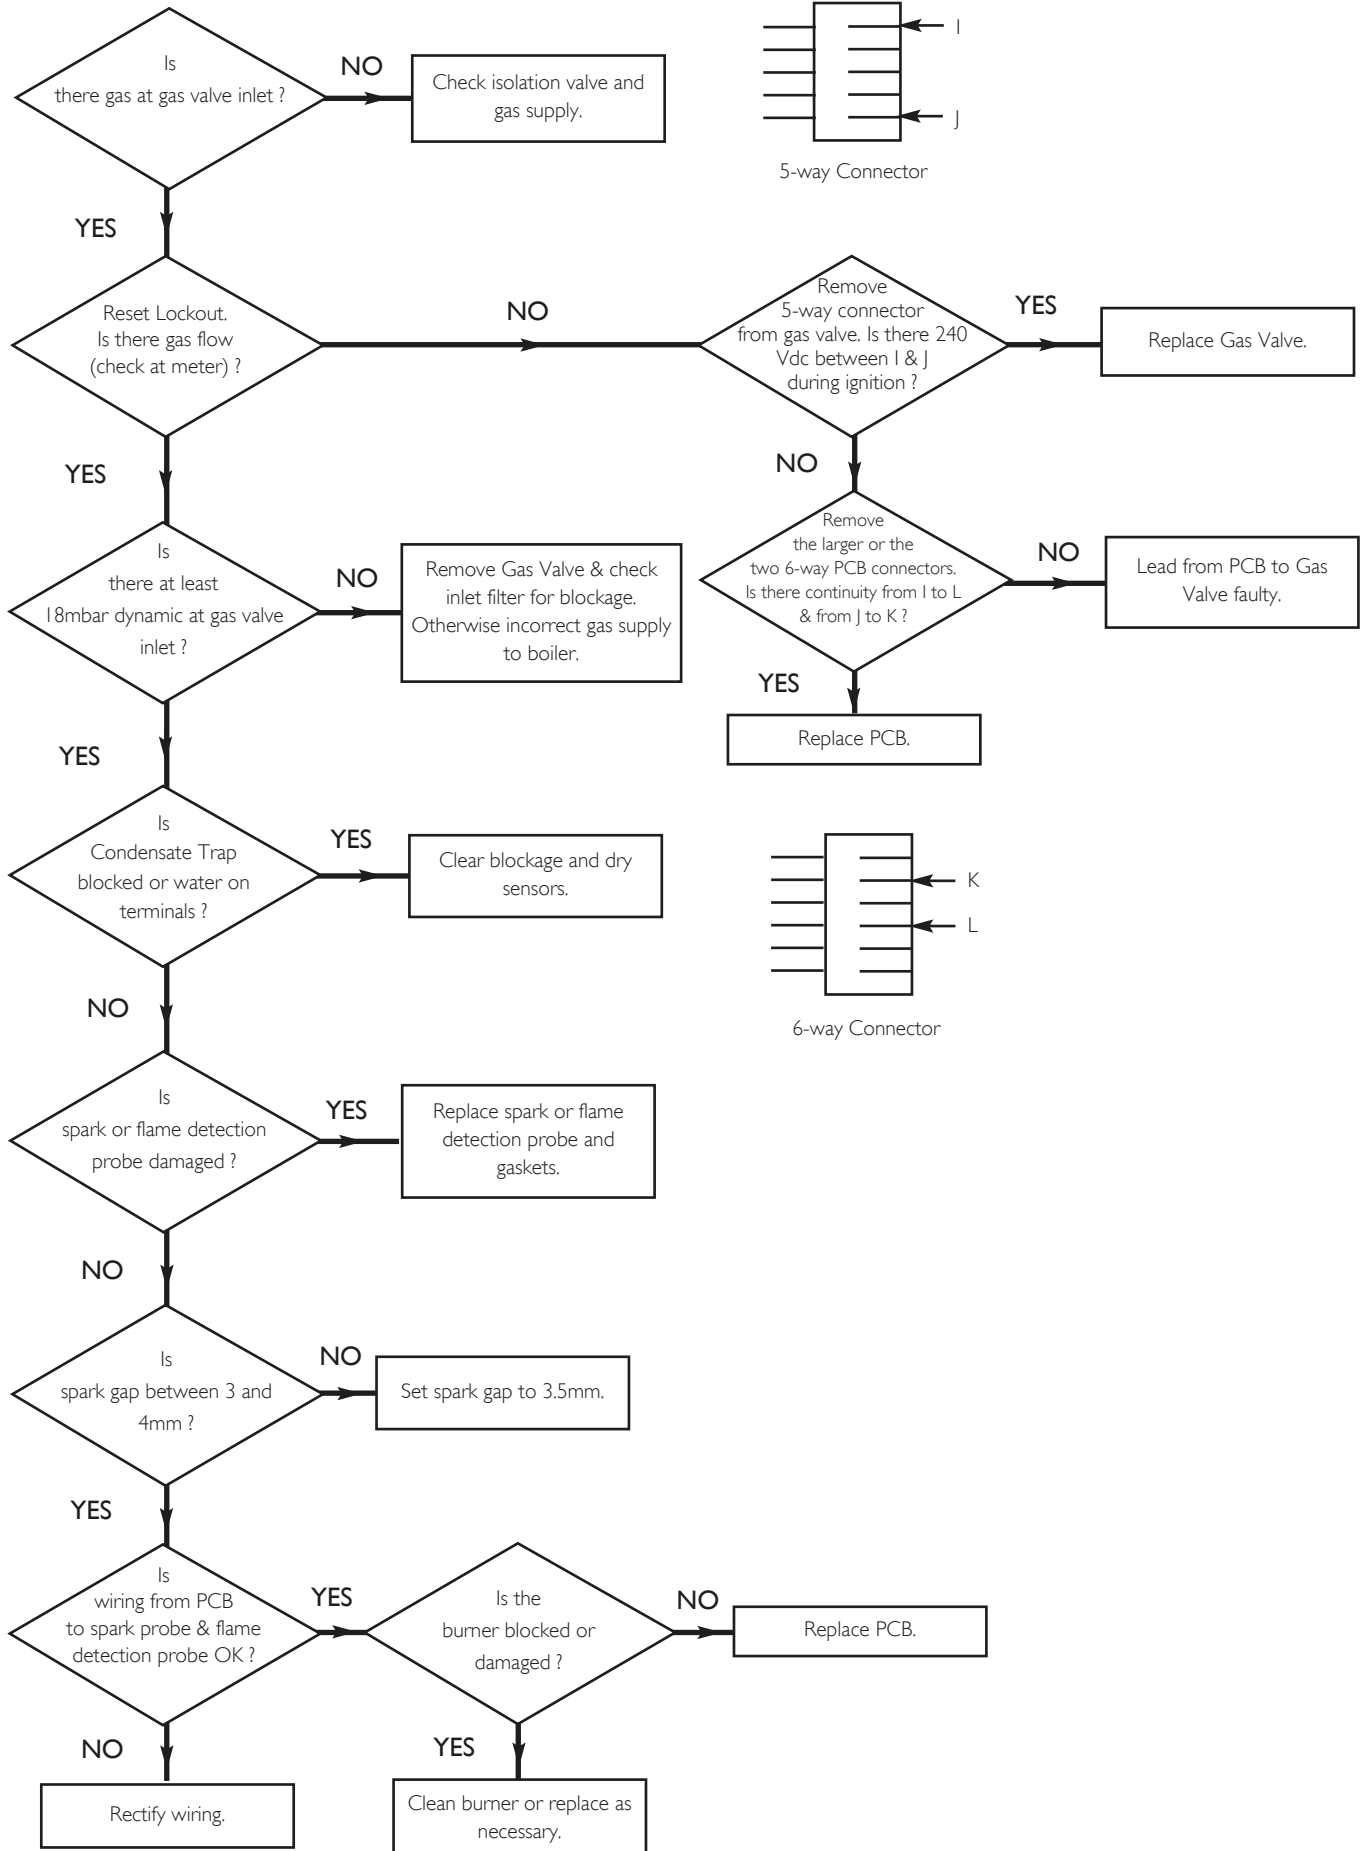 Is
there gas at gas valve inlet ?
NO
Check isolation valve and
gas supply.
I
J
5-way Connector
YES
Reset Lockout.
Is there gas flow
(check at meter) ?
NO
Remove
5-way connector
from gas valve. Is there 240
Vdc between I & J
during ignition ?
YES
Replace Gas Valve.
YES
NO
Is
there at least
18mbar dynamic at gas valve
inlet ?
NO
Remove Gas Valve & check
inlet filter for blockage.
Otherwise incorrect gas supply
to boiler.
Remove
the larger or the
two 6-way PCB connectors.
Is there continuity from I to L
& from J to K ?
NO
Lead from PCB to Gas
Valve faulty.
YES
Replace PCB.
YES
Is
Condensate Trap
blocked or water on
terminals ?
YES
Clear blockage and dry
sensors.
K
L
6-way Connector
NO
Is
spark or flame detection
probe damaged ?
YES
Replace spark or flame
detection probe and
gaskets.
NO
Is
spark gap between 3 and
4mm ?
NO
Set spark gap to 3.5mm.
YES
Is
wiring from PCB
to spark probe & flame
detection probe OK ?
YES
Is the
burner blocked or
damaged ?
NO
Replace PCB.
NO
Rectify wiring.
YES
Clean burner or replace as
necessary.